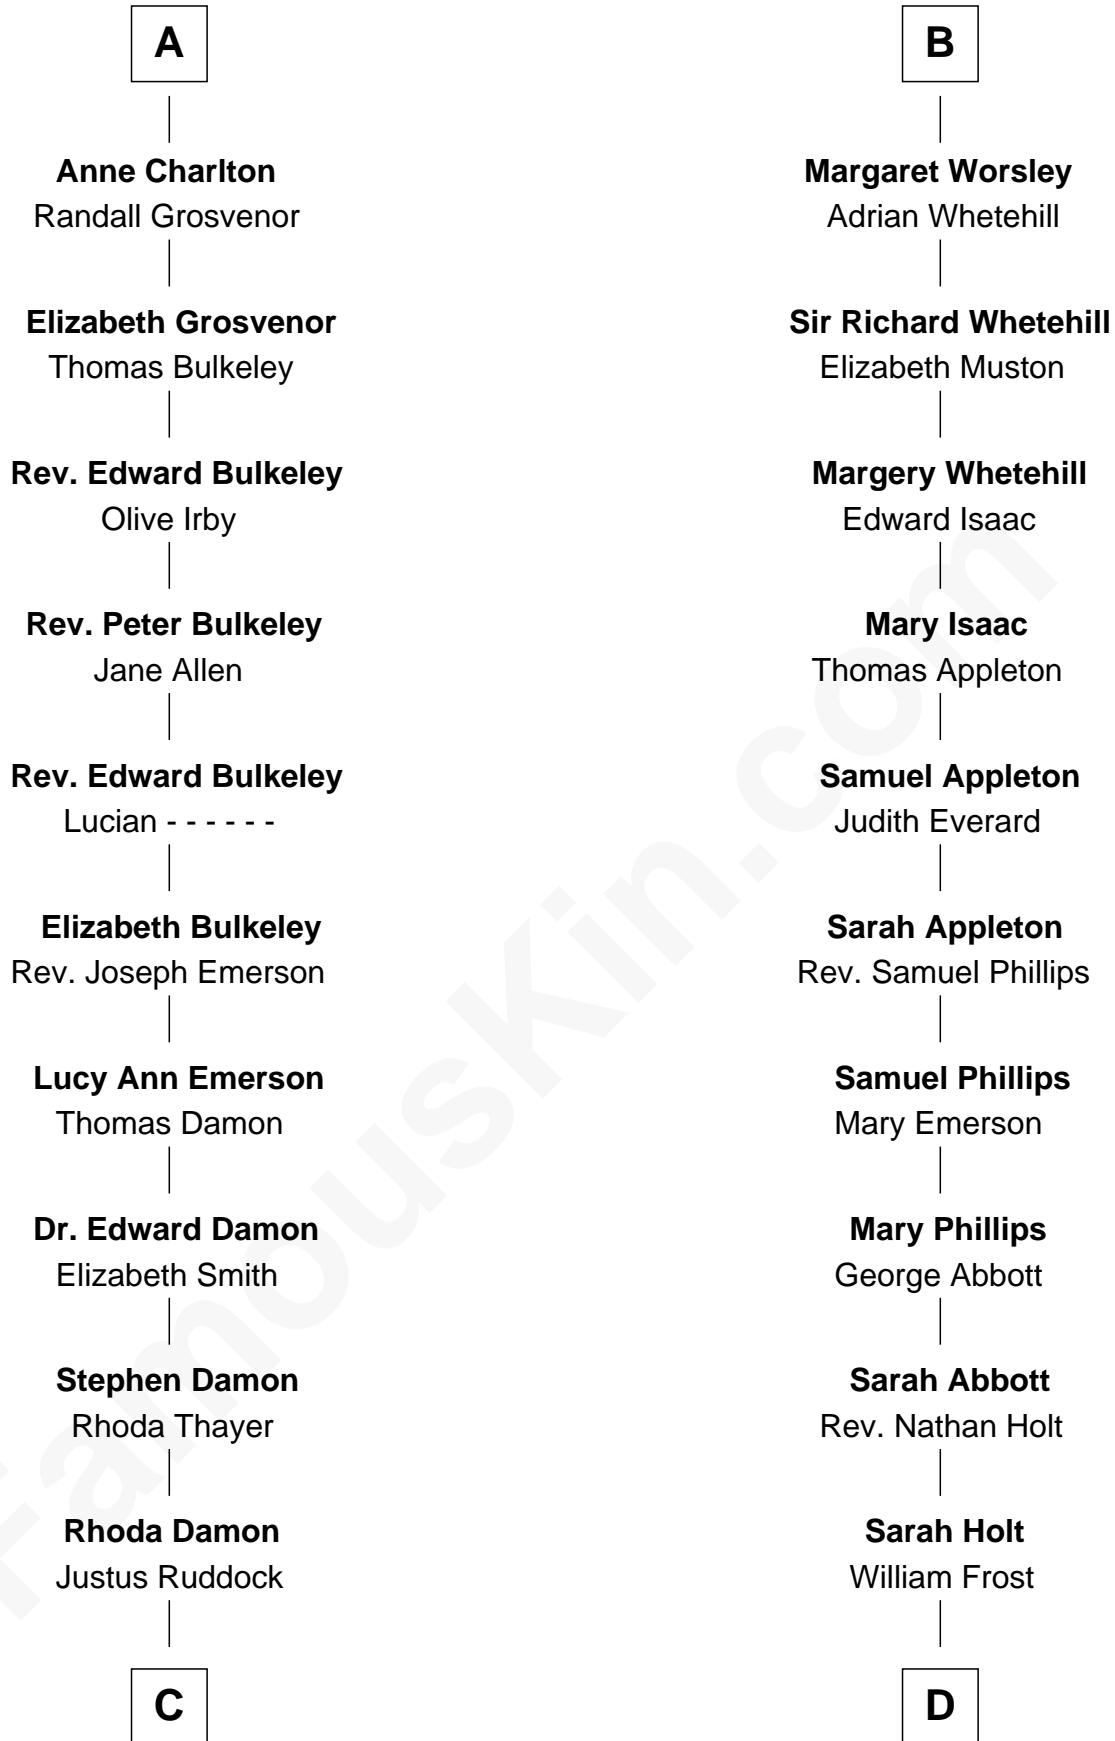 A
Anne Charlton
Randall Grosvenor
Elizabeth Grosvenor
Thomas Bulkeley
Rev. Edward Bulkeley
Olive Irby
Rev. Peter Bulkeley
Jane Allen
Rev. Edward Bulkeley
Lucian - - - - - -
Elizabeth Bulkeley
Rev. Joseph Emerson
Lucy Ann Emerson
Thomas Damon
Dr. Edward Damon
Elizabeth Smith
Stephen Damon
Rhoda Thayer
Rhoda Damon
Justus Ruddock
C
B
Margaret Worsley
Adrian Whetehill
Sir Richard Whetehill
Elizabeth Muston
Margery Whetehill
Edward Isaac
Mary Isaac
Thomas Appleton
Samuel Appleton
Judith Everard
Sarah Appleton
Rev. Samuel Phillips
Samuel Phillips
Mary Emerson
Mary Phillips
George Abbott
Sarah Abbott
Rev. Nathan Holt
Sarah Holt
William Frost
D
FamousKin.com